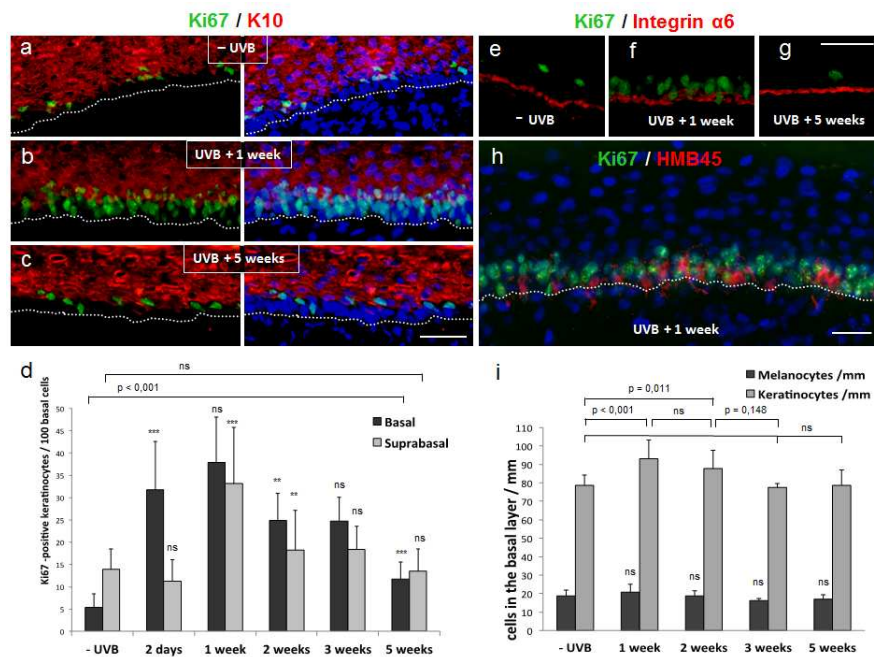 Ki67 / K10
Ki67 / Integrin α6
a
– UVB
b
UVB + 1 week
c
UVB + 5 weeks
e
– UVB
f
UVB + 1 week
g
UVB + 5 weeks
h
Ki67 / HMB45
UVB + 1 week
d
ns
p < 0,001
Ki67 -positive keratinocytes / 100 basal cells
50
45
40
35
30
25
20
15
10
5
0
Basal
Suprabasal
***
ns
ns
***
**
**
ns
ns
***
ns
- UVB
2 days
1 week
2 weeks
3 weeks
5 weeks
i
Melanocytes /mm
Keratinocytes /mm
p = 0,011
p < 0,001
ns
p = 0,148
ns
cells in the basal layer / mm
110
100
90
80
70
60
50
40
30
20
10
0
ns
ns
ns
ns
- UVB
1 week
2 weeks
3 weeks
5 weeks